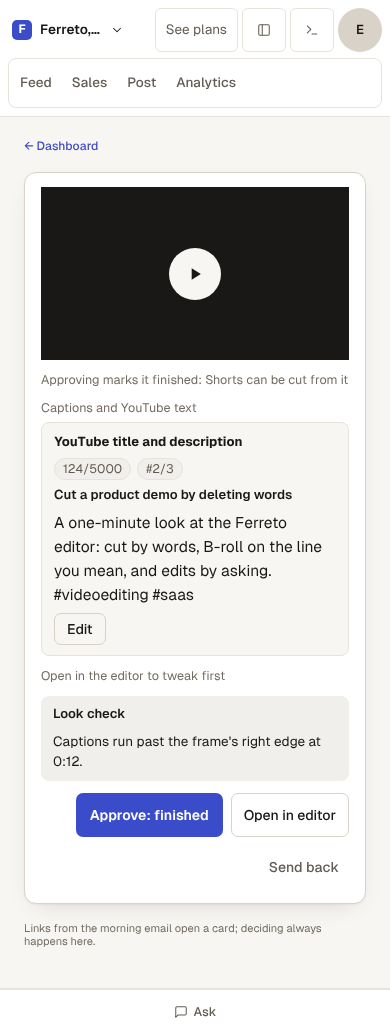 F Ferreto,... See plans E
Feed Sales Post Analytics
← Dashboard
Approving marks it finished: Shorts can be cut from it
Captions and YouTube text
YouTube title and description
124/5000 #2/3
Cut a product demo by deleting words
A one-minute look at the Ferreto
editor: cut by words, B-roll on the line
you mean, and edits by asking.
#videoediting #saas
Edit
Open in the editor to tweak first
Look check
Captions run past the frame's right edge at
0:12.
Approve: finished Open in editor
Send back
Links from the morning email open a card; deciding always
happens here.
Ask